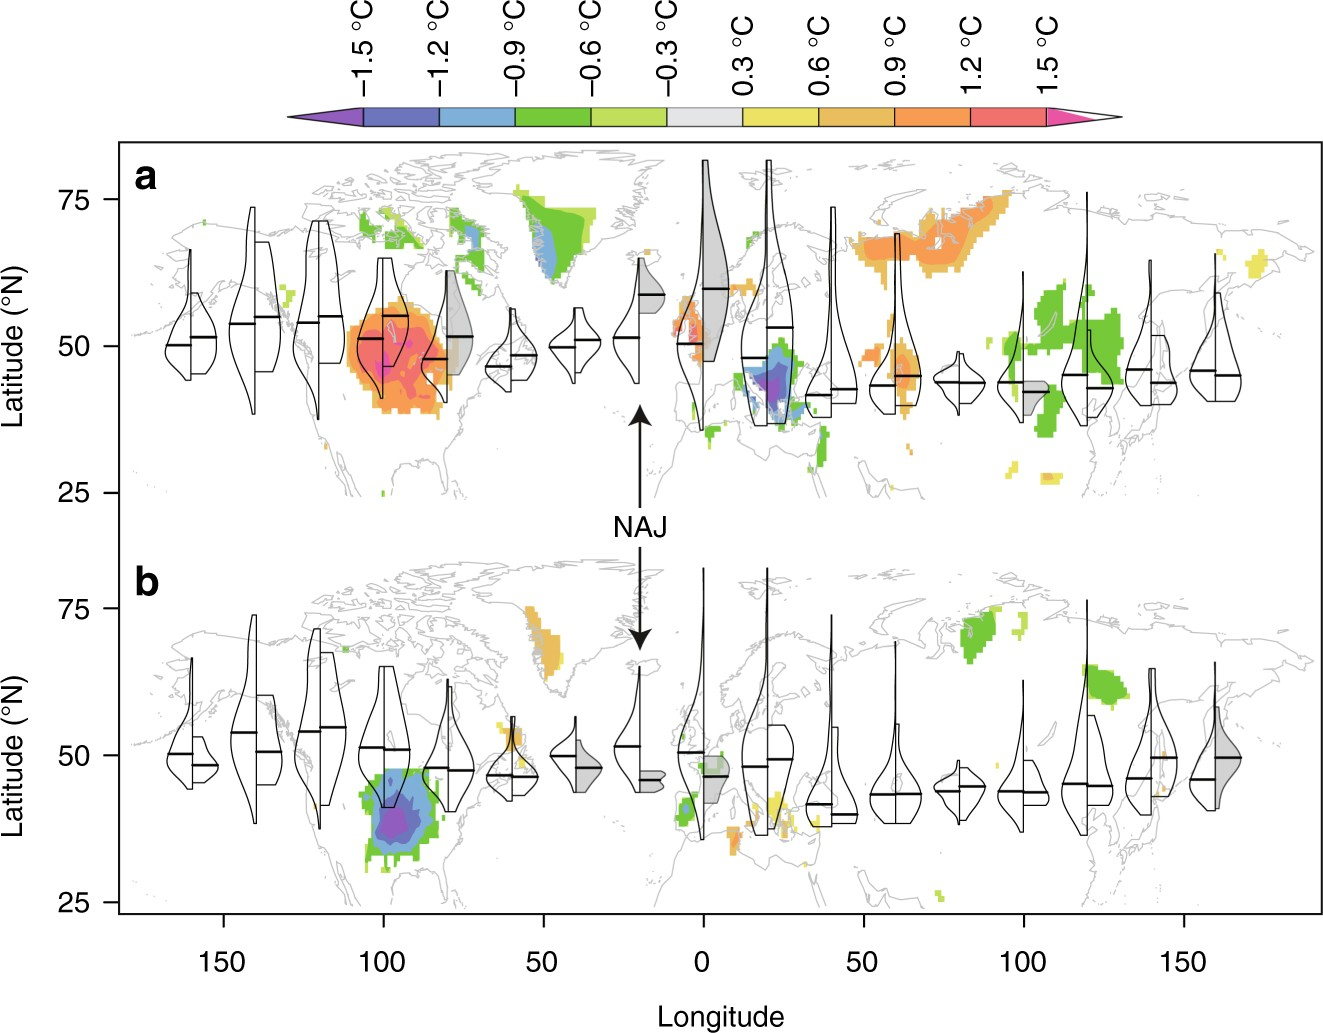 −1.5 °C
−1.2 °C
−0.9 °C
−0.6 °C
−0.3 °C
0.3 °C
0.6 °C
0.9 °C
1.2 °C
1.5 °C
a
75
50
25
Latitude (°N)
NAJ
b
75
50
25
Latitude (°N)
150 100 50 0 50 100 150
Longitude